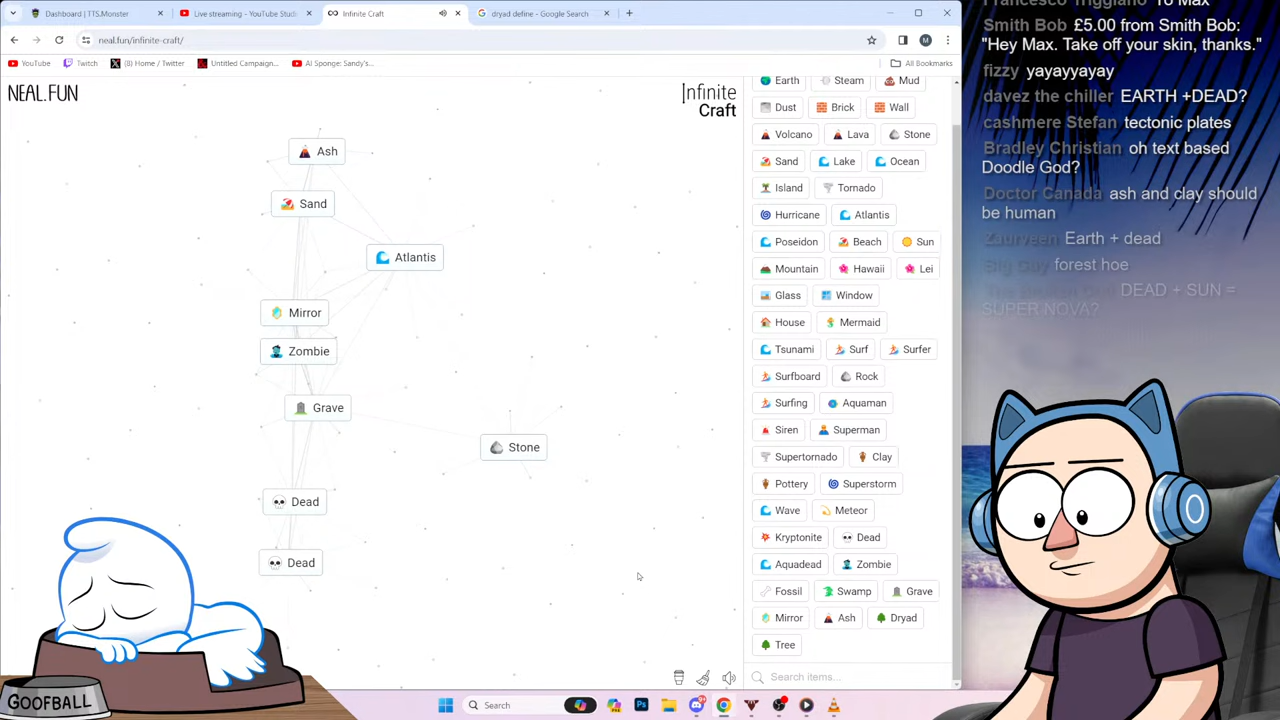 Dashboard | TTS.Monster
Live streaming - YouTube Studio
Infinite Craft
dryad define - Google Search
neal.fun/infinite-craft/
YouTube
Twitch
(8) Home / Twitter
Untitled Campaign...
AI Sponge: Sandy's...
All Bookmarks
NEAL.FUN
Infinite
Craft
Ash
Sand
Atlantis
Mirror
Zombie
Grave
Stone
Dead
Dead
Earth Steam Mud
Dust Brick Wall
Volcano Lava Stone
Sand Lake Ocean
Island Tornado
Hurricane Atlantis
Poseidon Beach Sun
Mountain Hawaii Lei
Glass Window
House Mermaid
Tsunami Surf Surfer
Surfboard Rock
Surfing Aquaman
Siren Superman
Supertornado Clay
Pottery Superstorm
Wave Meteor
Kryptonite Dead
Aquadead Zombie
Fossil Swamp Grave
Mirror Ash Dryad
Tree
Search items...
Search
Francesco Triggiano Yo Max
Smith Bob £5.00 from Smith Bob:
"Hey Max. Take off your skin, thanks."
fizzy yayayyayay
davez the chiller EARTH +DEAD?
cashmere Stefan tectonic plates
Bradley Christian oh text based
Doodle God?
Doctor Canada ash and clay should
be human
Zaurveen Earth + dead
Big Guy forest hoe
DEAD + SUN =
SUPER NOVA?
GOOFBALL